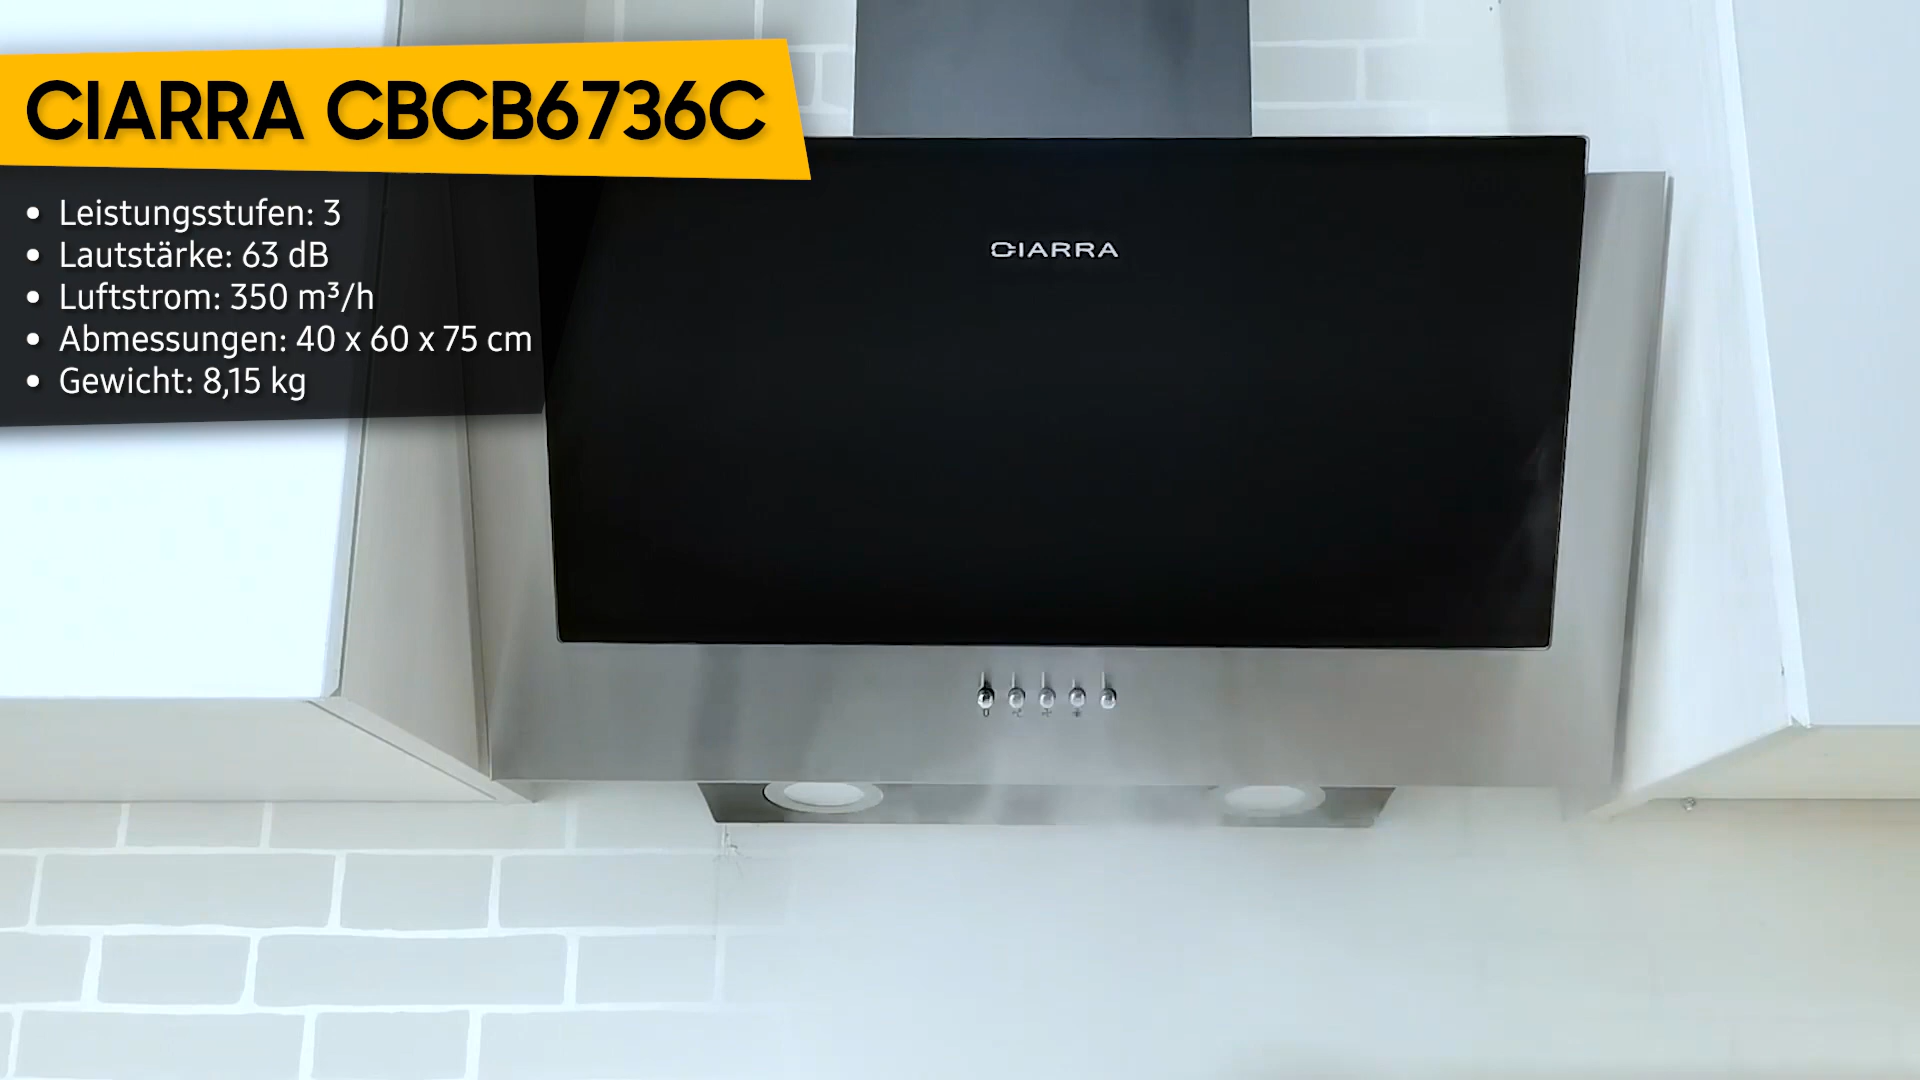 CIARRA CBCB6736C
• Leistungsstufen: 3
• Lautstärke: 63 dB
• Luftstrom: 350 m³/h
• Abmessungen: 40 x 60 x 75 cm
• Gewicht: 8,15 kg
CIARRA